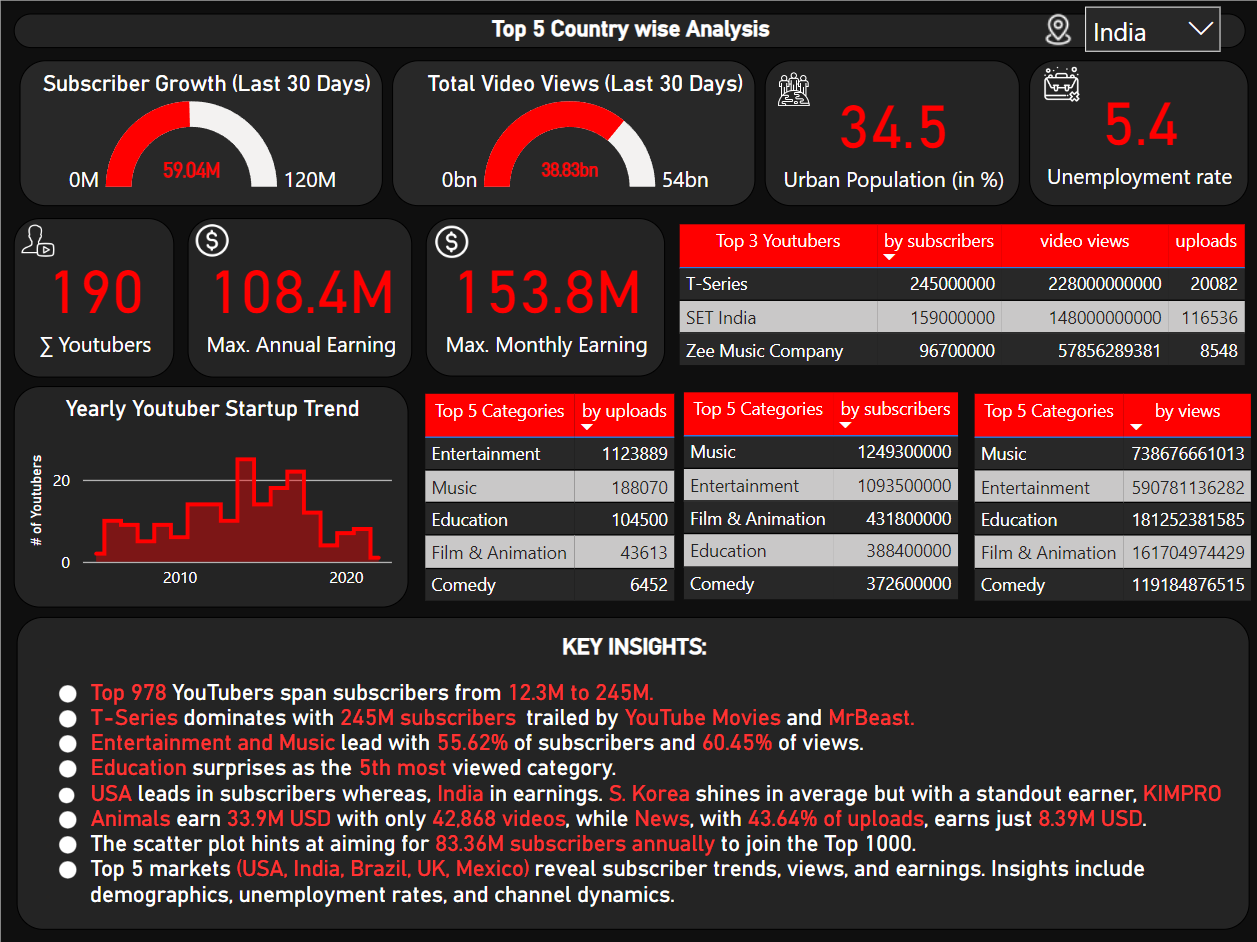 Top 5 Country wise Analysis
India
Subscriber Growth (Last 30 Days)
59.04M
0M
120M
Total Video Views (Last 30 Days)
38.83bn
0bn
54bn
34.5
Urban Population (in %)
5.4
Unemployment rate
190
∑ Youtubers
$
108.4M
Max. Annual Earning
$
153.8M
Max. Monthly Earning
Top 3 Youtubers by subscribers video views uploads
T-Series 245000000 228000000000 20082
SET India 159000000 148000000000 116536
Zee Music Company 96700000 57856289381 8548
Yearly Youtuber Startup Trend
# of Youtubers
20
0
2010 2020
Top 5 Categories by uploads
Entertainment 1123889
Music 188070
Education 104500
Film & Animation 43613
Comedy 6452
Top 5 Categories by subscribers
Music 1249300000
Entertainment 1093500000
Film & Animation 431800000
Education 388400000
Comedy 372600000
Top 5 Categories by views
Music 738676661013
Entertainment 590781136282
Education 181252381585
Film & Animation 161704974429
Comedy 119184876515
KEY INSIGHTS:
Top 978 YouTubers span subscribers from 12.3M to 245M.
T-Series dominates with 245M subscribers trailed by YouTube Movies and MrBeast.
Entertainment and Music lead with 55.62% of subscribers and 60.45% of views.
Education surprises as the 5th most viewed category.
USA leads in subscribers whereas, India in earnings. S. Korea shines in average but with a standout earner, KIMPRO
Animals earn 33.9M USD with only 42,868 videos, while News, with 43.64% of uploads, earns just 8.39M USD.
The scatter plot hints at aiming for 83.36M subscribers annually to join the Top 1000.
Top 5 markets (USA, India, Brazil, UK, Mexico) reveal subscriber trends, views, and earnings. Insights include
demographics, unemployment rates, and channel dynamics.